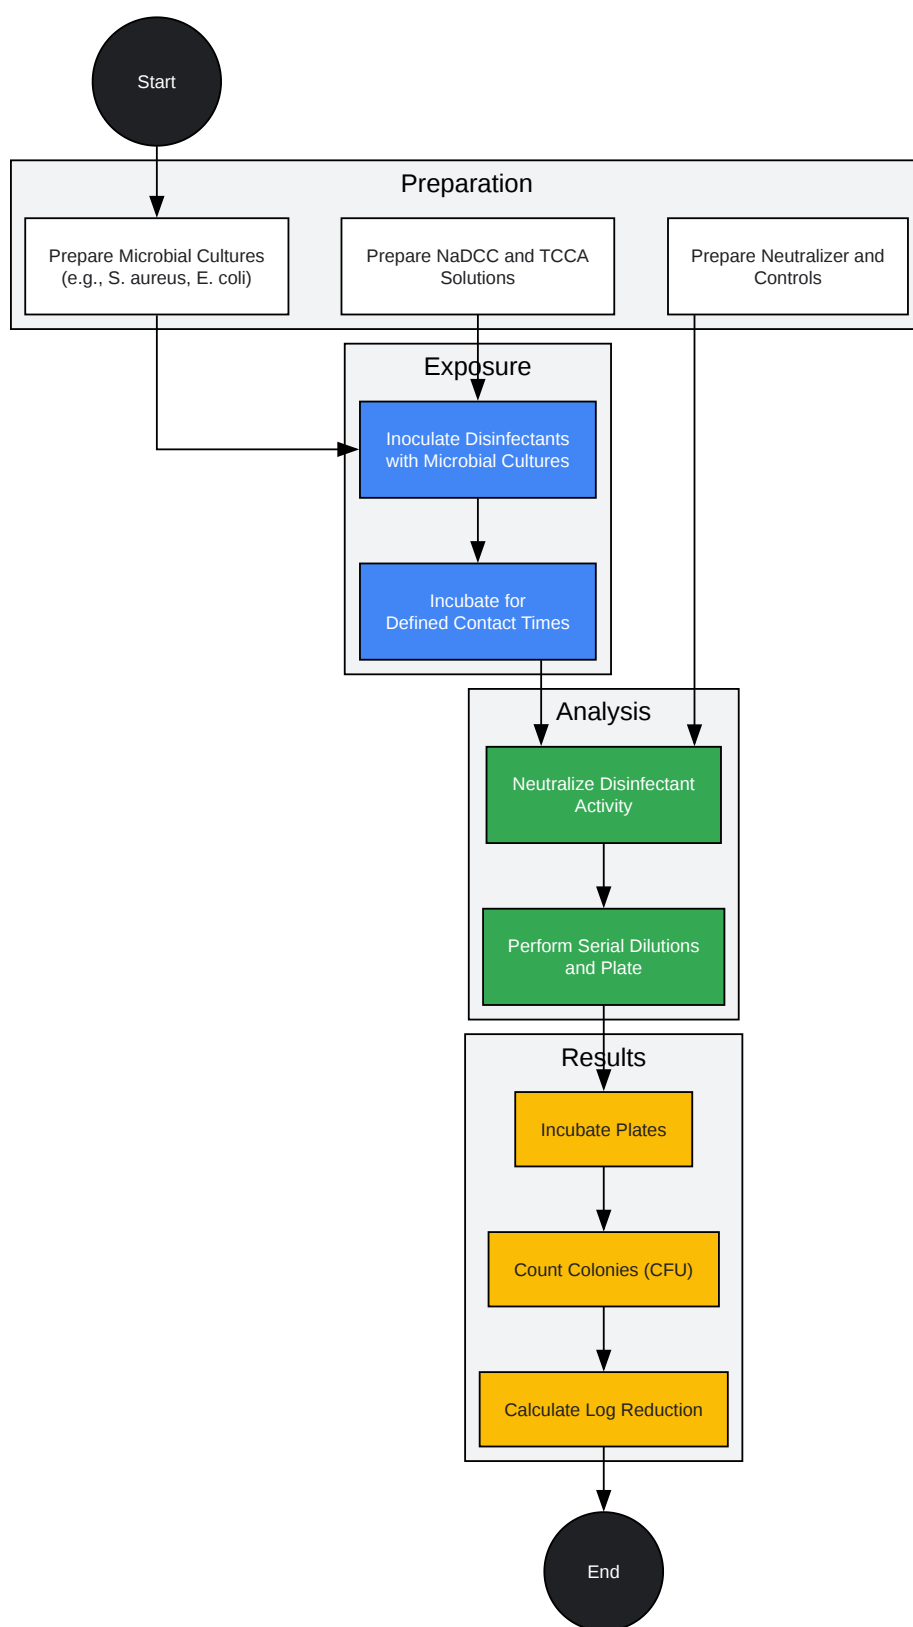 Start
Preparation
Prepare Microbial Cultures
(e.g., S. aureus, E. coli)
Prepare NaDCC and TCCA
Solutions
Prepare Neutralizer and
Controls
Exposure
Inoculate Disinfectants
with Microbial Cultures
Incubate for
Defined Contact Times
Analysis
Neutralize Disinfectant
Activity
Perform Serial Dilutions
and Plate
Results
Incubate Plates
Count Colonies (CFU)
Calculate Log Reduction
End